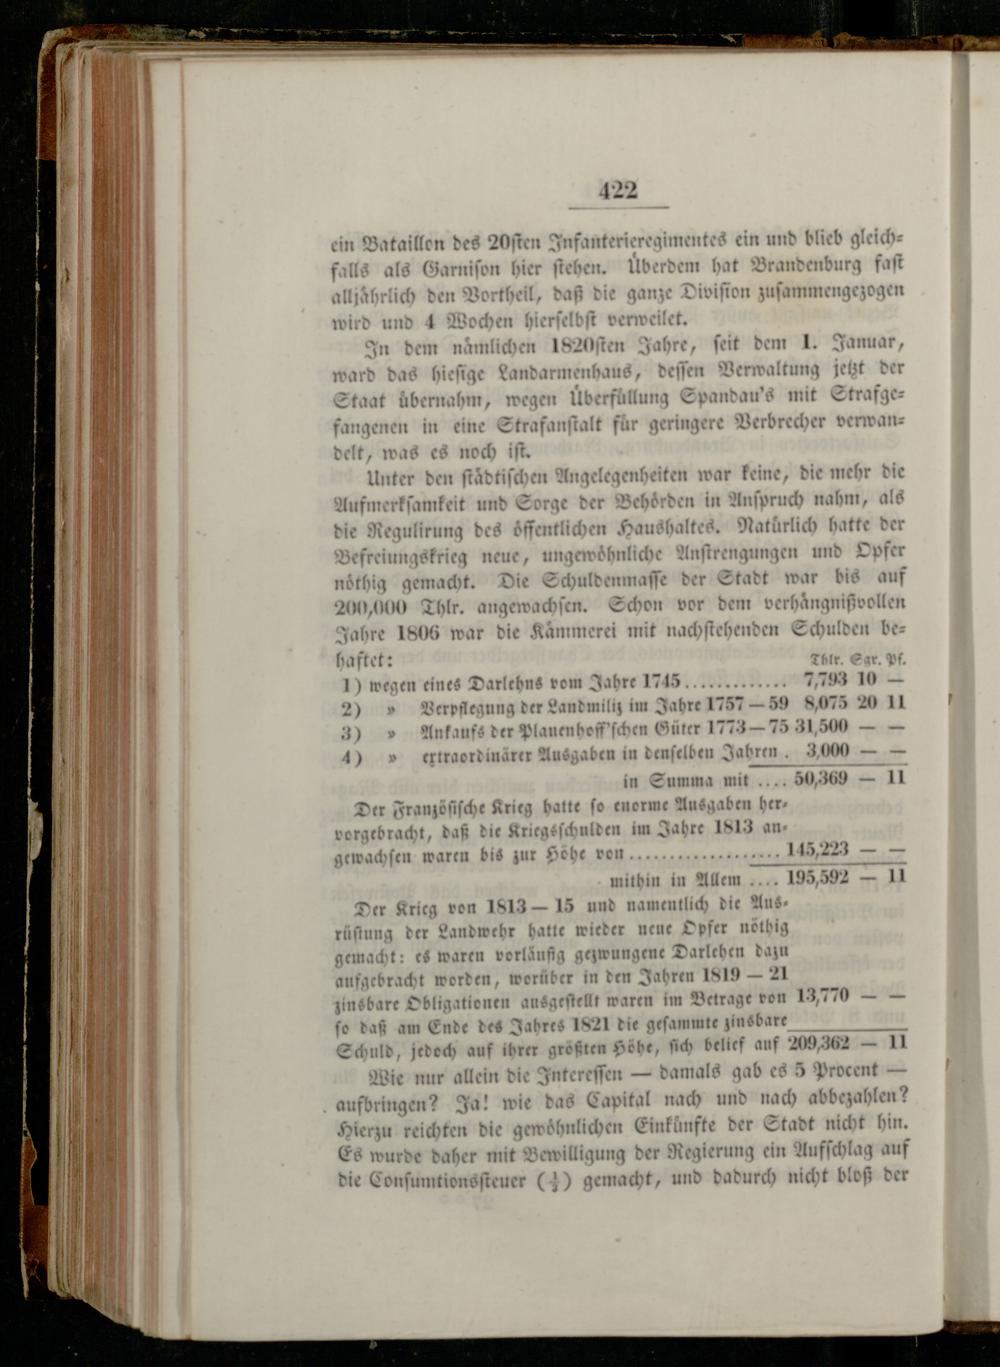 422
ein Bataillon des 20sten Infanterieregimentes ein und blieb gleich-
falls als Garnison hier stehen. Überdem hat Brandenburg fast
alljährlich den Vortheil, daß die ganze Division zusammengezogen
wird und 4 Wochen hierselbst verweilet.
In dem nämlichen 1820sten Jahre, seit dem 1. Januar,
ward das hiesige Landarmenhaus, dessen Verwaltung jetzt der
Staat übernahm, wegen Überfüllung Spandau's mit Strafge-
fangenen in eine Strafanstalt für geringere Verbrecher verwan-
delt, was es noch ist.
Unter den städtischen Angelegenheiten war keine, die mehr die
Aufmerksamkeit und Sorge der Behörden in Anspruch nahm, als
die Regulirung des öffentlichen Haushaltes. Natürlich hatte der
Befreiungskrieg neue, ungewöhnliche Anstrengungen und Opfer
nöthig gemacht. Die Schuldenmasse der Stadt war bis auf
200,000 Thlr. angewachsen. Schon vor dem verhängnißvollen
Jahre 1806 war die Kämmerei mit nachstehenden Schulden be-
haftet: Thlr. Sgr. Pf.
1) wegen eines Darlehns vom Jahre 1745 ............. 7,793 10 —
2) » Verpflegung der Landmiliz im Jahre 1757 — 59 8,075 20 11
3) » Ankaufs der Plauenhoff'schen Güter 1773 — 75 31,500 — —
4) » extraordinärer Ausgaben in denselben Jahren . 3,000 — —
in Summa mit .... 50,369 — 11
Der Französische Krieg hatte so enorme Ausgaben her-
vorgebracht, daß die Kriegsschulden im Jahre 1813 an-
gewachsen waren bis zur Höhe von ................... 145,223 — —
mithin in Allem .... 195,592 — 11
Der Krieg von 1813 — 15 und namentlich die Aus-
rüstung der Landwehr hatte wieder neue Opfer nöthig
gemacht: es waren vorläufig gezwungene Darlehen dazu
aufgebracht worden, worüber in den Jahren 1819 — 21
zinsbare Obligationen ausgestellt waren im Betrage von 13,770 — —
so daß am Ende des Jahres 1821 die gesammte zinsbare
Schuld, jedoch auf ihrer größten Höhe, sich belief auf 209,362 — 11
Wie nur allein die Interessen — damals gab es 5 Procent —
aufbringen? Ja! wie das Capital nach und nach abbezahlen?
Hierzu reichten die gewöhnlichen Einkünfte der Stadt nicht hin.
Es wurde daher mit Bewilligung der Regierung ein Aufschlag auf
die Consumtionssteuer (⅓) gemacht, und dadurch nicht bloß der